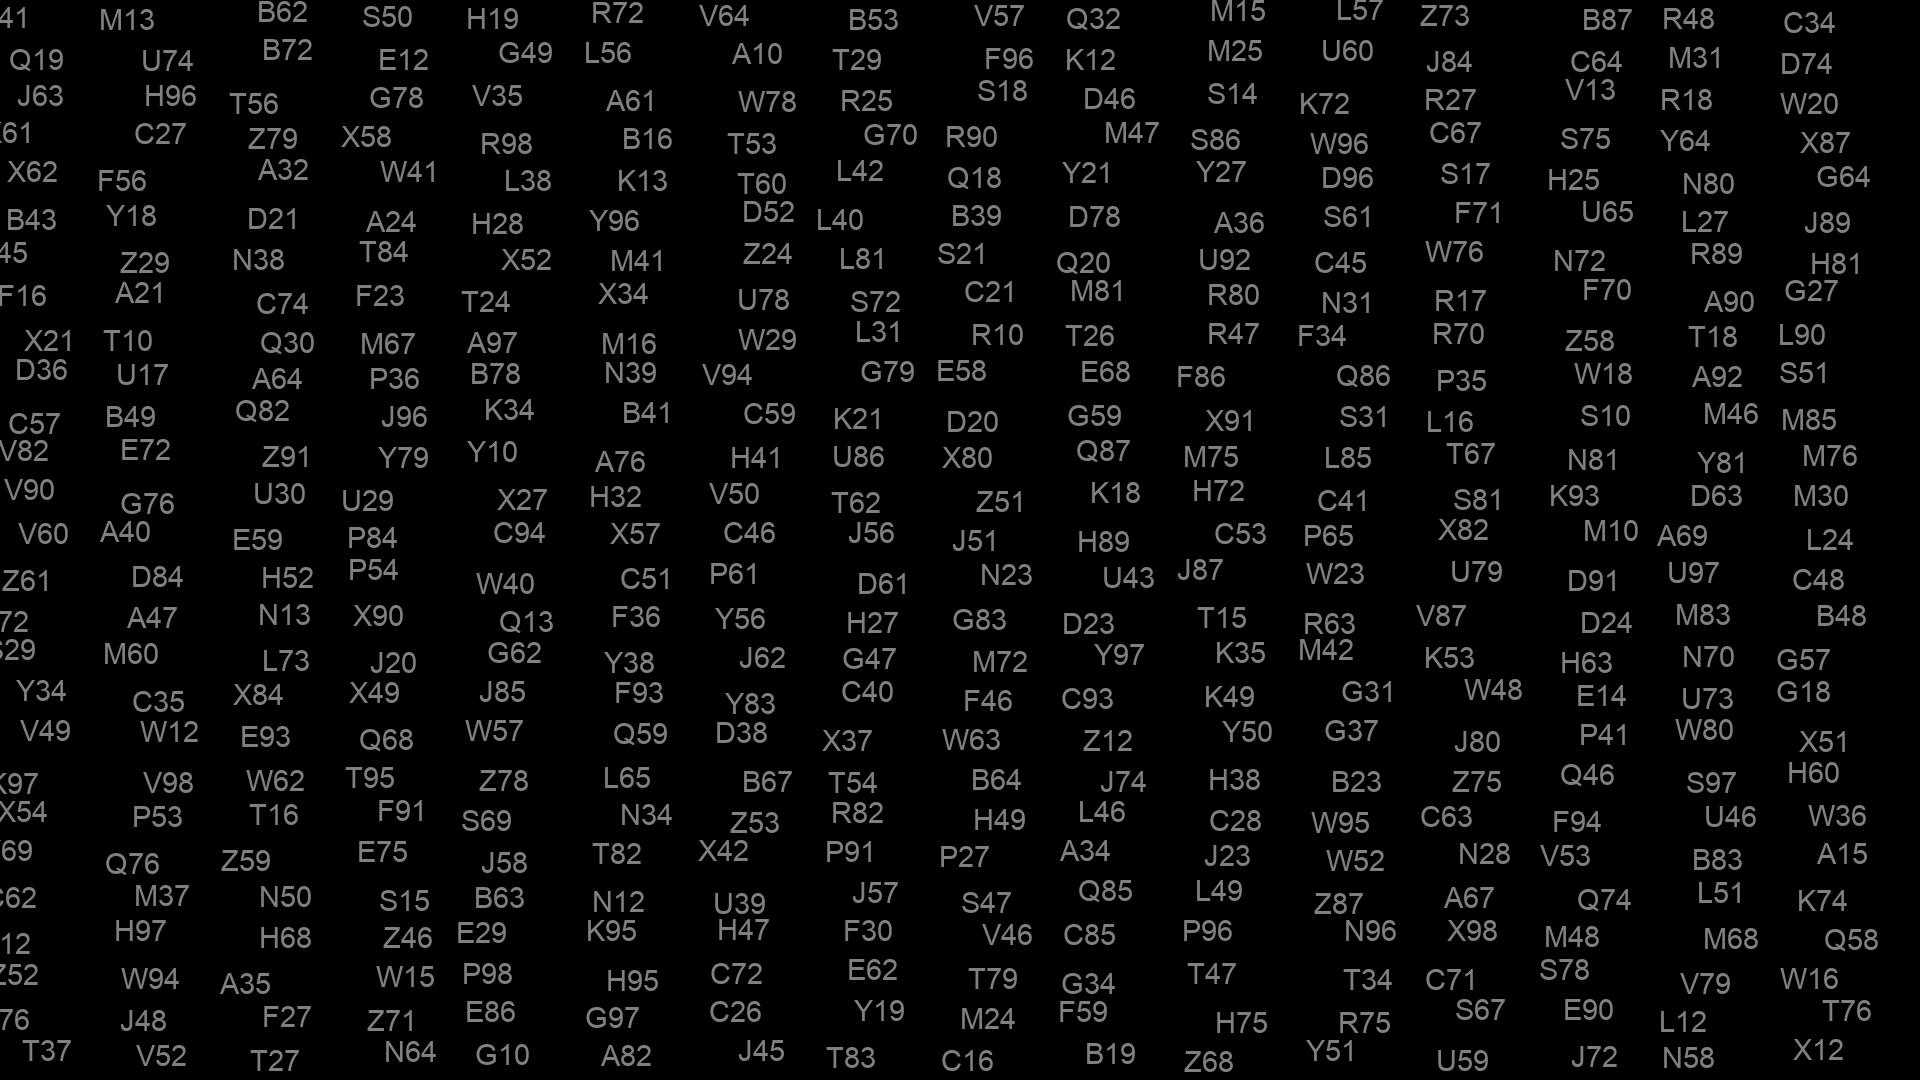 41 M13 B62 S50 H19 R72 V64 B53 V57 Q32 M15 L57 Z73 B87 R48 C34
Q19 U74 B72 E12 G49 L56 A10 T29 F96 K12 M25 U60 J84 C64 M31 D74
J63 H96 T56 G78 V35 A61 W78 R25 S18 D46 S14 K72 R27 V13 R18 W20
61 C27 Z79 X58 R98 B16 T53 G70 R90 M47 S86 W96 C67 S75 Y64 X87
X62 F56 A32 W41 L38 K13 T60 L42 Q18 Y21 Y27 D96 S17 H25 N80 G64
B43 Y18 D21 A24 H28 Y96 D52 L40 B39 D78 A36 S61 F71 U65 L27 J89
45 Z29 N38 T84 X52 M41 Z24 L81 S21 Q20 U92 C45 W76 N72 R89 H81
F16 A21 C74 F23 T24 X34 U78 S72 C21 M81 R80 N31 R17 F70 A90 G27
X21 T10 Q30 M67 A97 M16 W29 L31 R10 T26 R47 F34 R70 Z58 T18 L90
D36 U17 A64 P36 B78 N39 V94 G79 E58 E68 F86 Q86 P35 W18 A92 S51
C57 B49 Q82 J96 K34 B41 C59 K21 D20 G59 X91 S31 L16 S10 M46 M85
V82 E72 Z91 Y79 Y10 A76 H41 U86 X80 Q87 M75 L85 T67 N81 Y81 M76
V90 G76 U30 U29 X27 H32 V50 T62 Z51 K18 H72 C41 S81 K93 D63 M30
V60 A40 E59 P84 C94 X57 C46 J56 J51 H89 C53 P65 X82 M10 A69 L24
Z61 D84 H52 P54 W40 C51 P61 D61 N23 U43 J87 W23 U79 D91 U97 C48
72 A47 N13 X90 Q13 F36 Y56 H27 G83 D23 T15 R63 V87 D24 M83 B48
S29 M60 L73 J20 G62 Y38 J62 G47 M72 Y97 K35 M42 K53 H63 N70 G57
Y34 C35 X84 X49 J85 F93 Y83 C40 F46 C93 K49 G31 W48 E14 U73 G18
V49 W12 E93 Q68 W57 Q59 D38 X37 W63 Z12 Y50 G37 J80 P41 W80 X51
K97 V98 W62 T95 Z78 L65 B67 T54 B64 J74 H38 B23 Z75 Q46 S97 H60
X54 P53 T16 F91 S69 N34 Z53 R82 H49 L46 C28 W95 C63 F94 U46 W36
69 Q76 Z59 E75 J58 T82 X42 P91 P27 A34 J23 W52 N28 V53 B83 A15
C62 M37 N50 S15 B63 N12 U39 J57 S47 Q85 L49 Z87 A67 Q74 L51 K74
12 H97 H68 Z46 E29 K95 H47 F30 V46 C85 P96 N96 X98 M48 M68 Q58
Z52 W94 A35 W15 P98 H95 C72 E62 T79 G34 T47 T34 C71 S78 V79 W16
76 J48 F27 Z71 E86 G97 C26 Y19 M24 F59 H75 R75 S67 E90 L12 T76
T37 V52 T27 N64 G10 A82 J45 T83 C16 B19 Z68 Y51 U59 J72 N58 X12